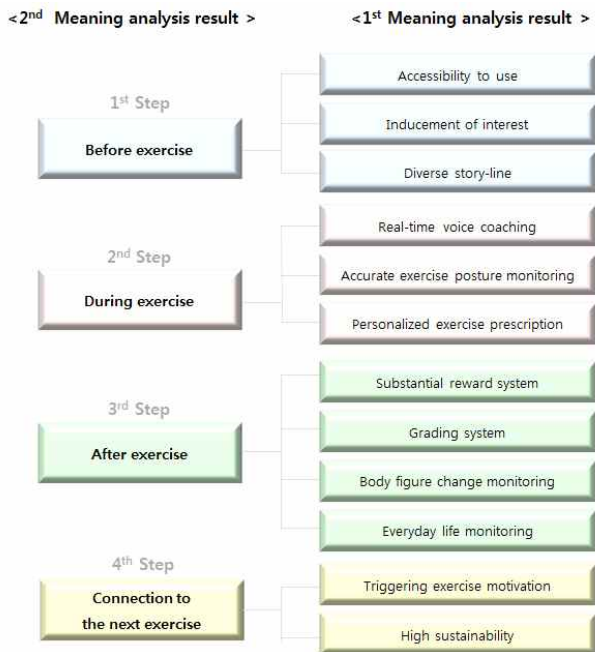 <2nd Meaning analysis result >
<1st Meaning analysis result >
1st Step
Before exercise
Accessibility to use
Inducement of interest
Diverse story-line
2nd Step
During exercise
Real-time voice coaching
Accurate exercise posture monitoring
Personalized exercise prescription
3rd Step
After exercise
Substantial reward system
Grading system
Body figure change monitoring
Everyday life monitoring
4th Step
Connection to
the next exercise
Triggering exercise motivation
High sustainability